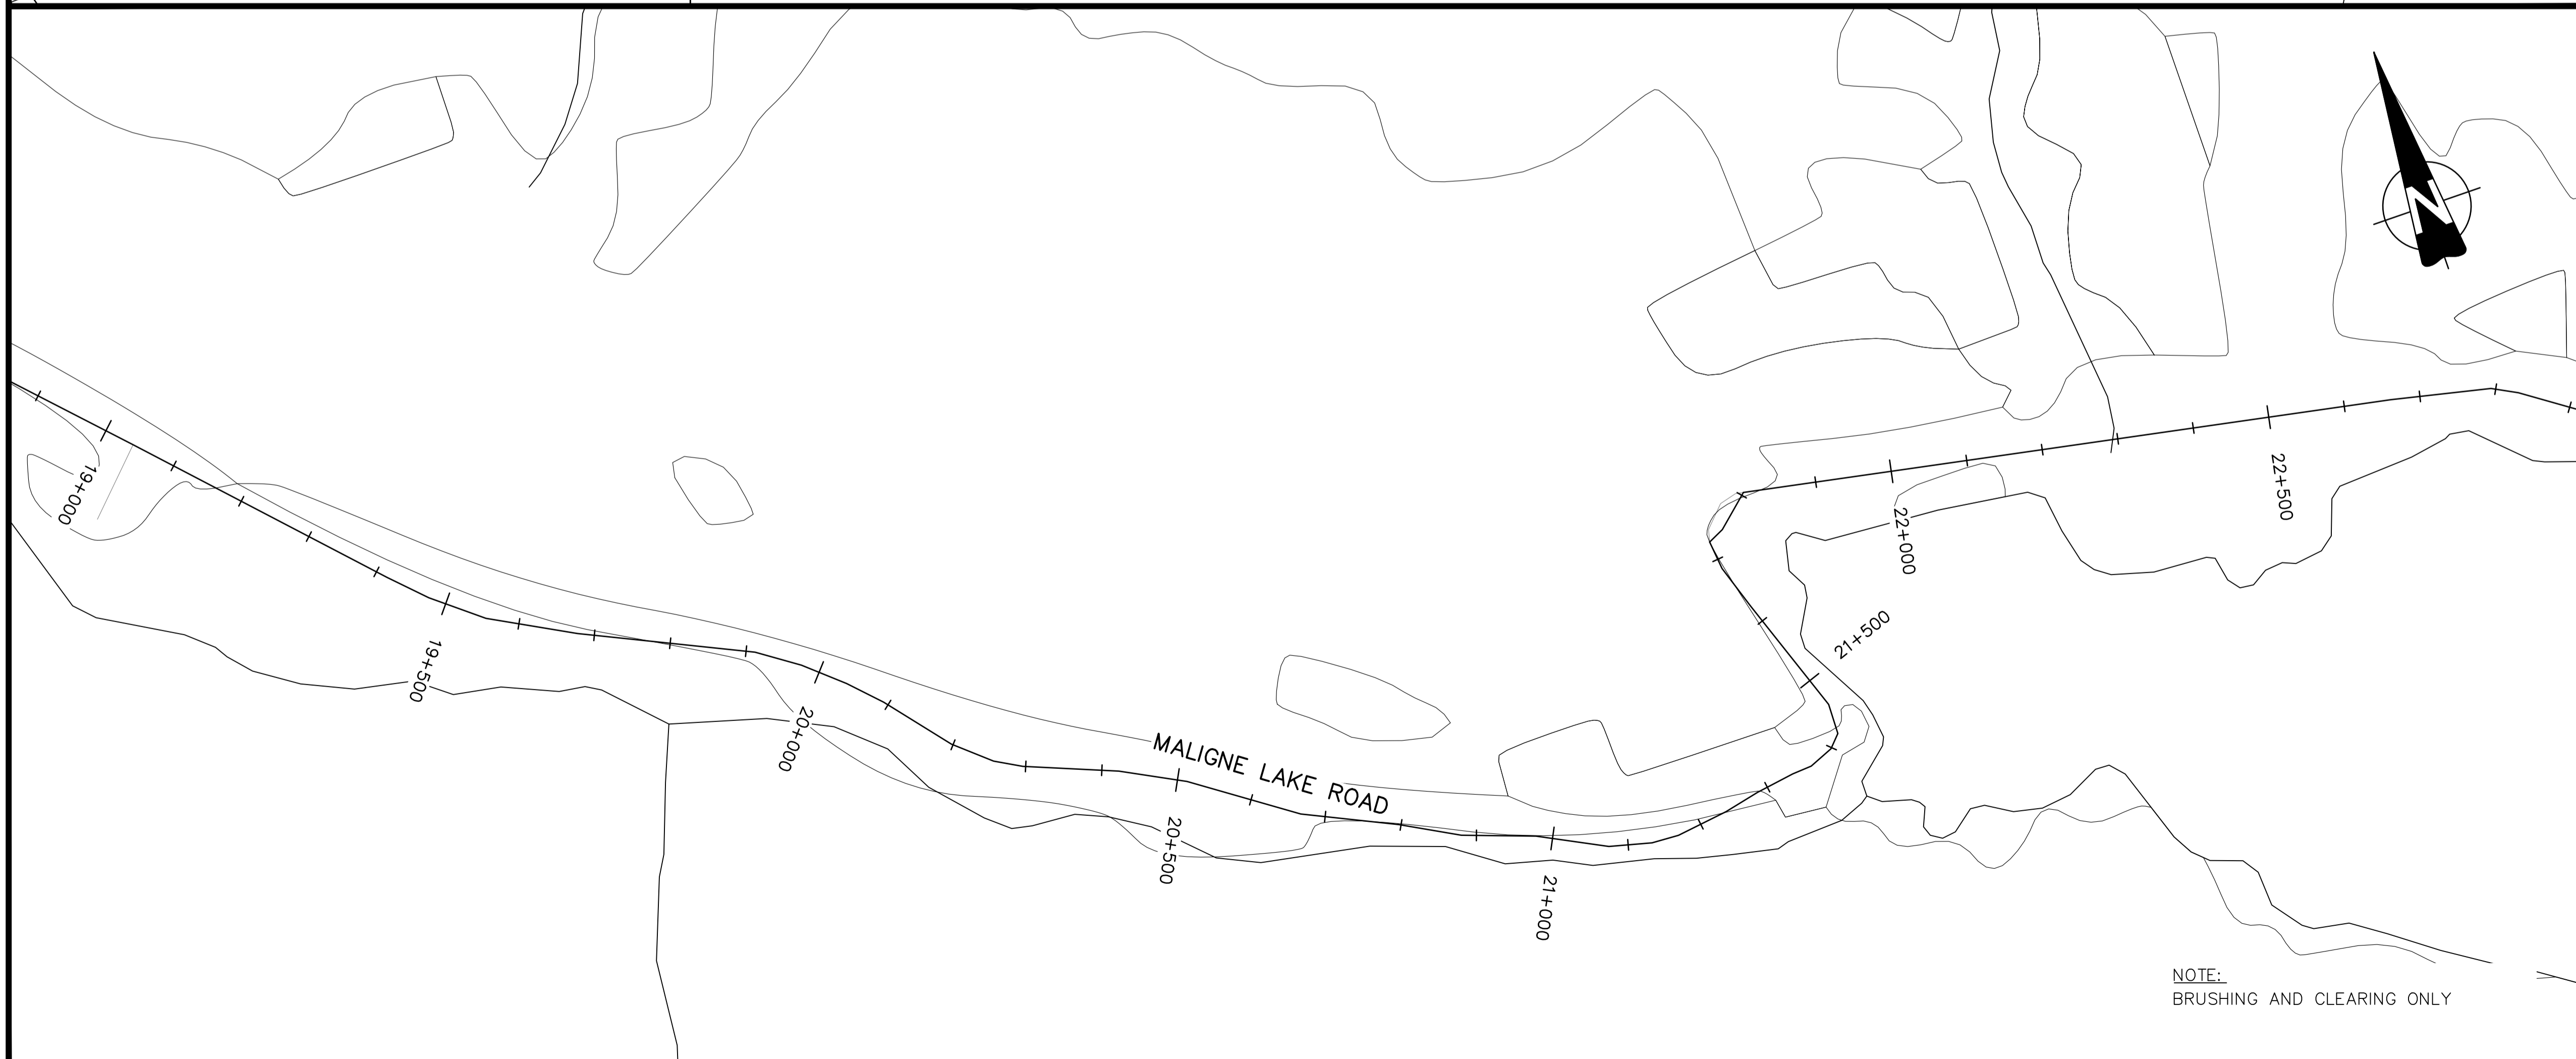 19+000
19+500
20+000
MALIGNE LAKE ROAD
20+500
21+000
21+500
22+000
22+500
N
NOTE:
BRUSHING AND CLEARING ONLY